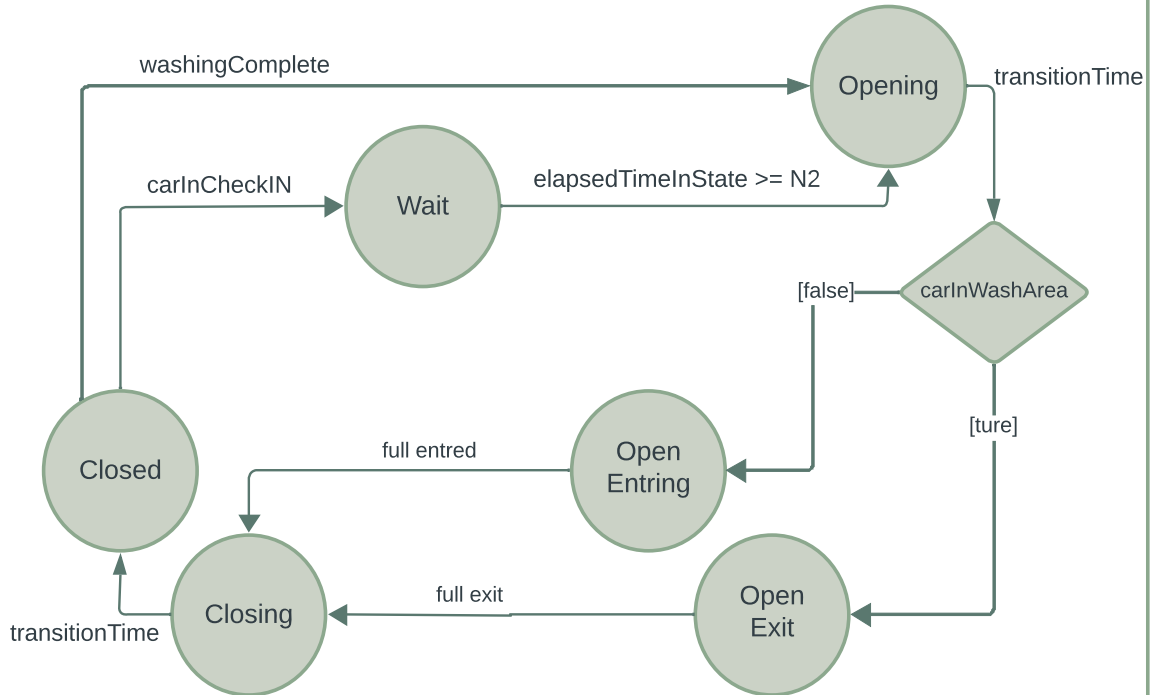 washingComplete
Opening
transitionTime
carInCheckIN
Wait
elapsedTimeInState >= N2
[false]
carInWashArea
[ture]
Closed
full entred
Open
Entring
Closing
full exit
Open
Exit
transitionTime